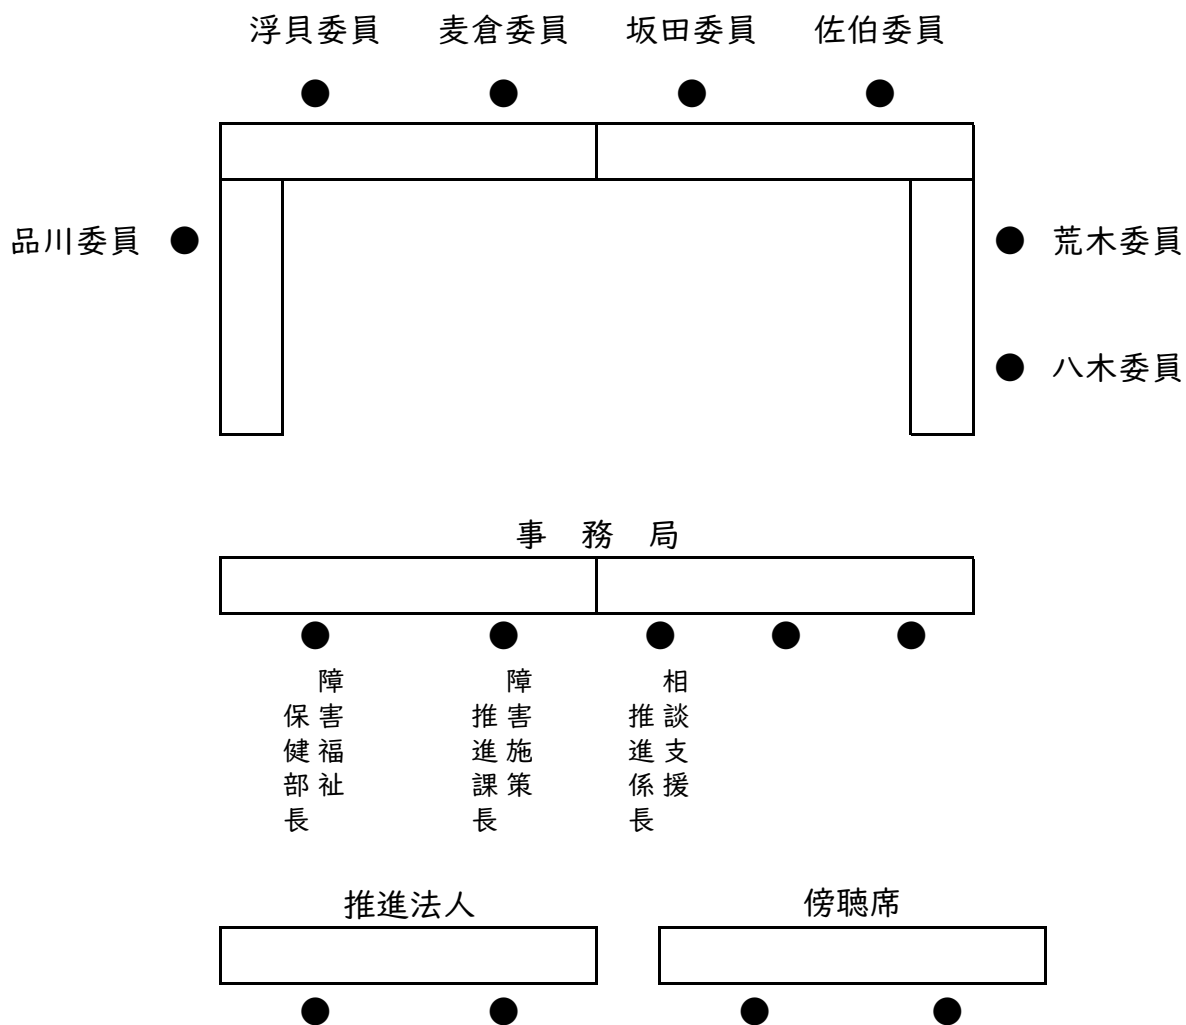 浮貝委員 麦倉委員 坂田委員 佐伯委員
品川委員
荒木委員
八木委員
事 務 局
障害福祉
保健部長
障害施策
推進課長
相談支援
推進係長
推進法人
傍聴席